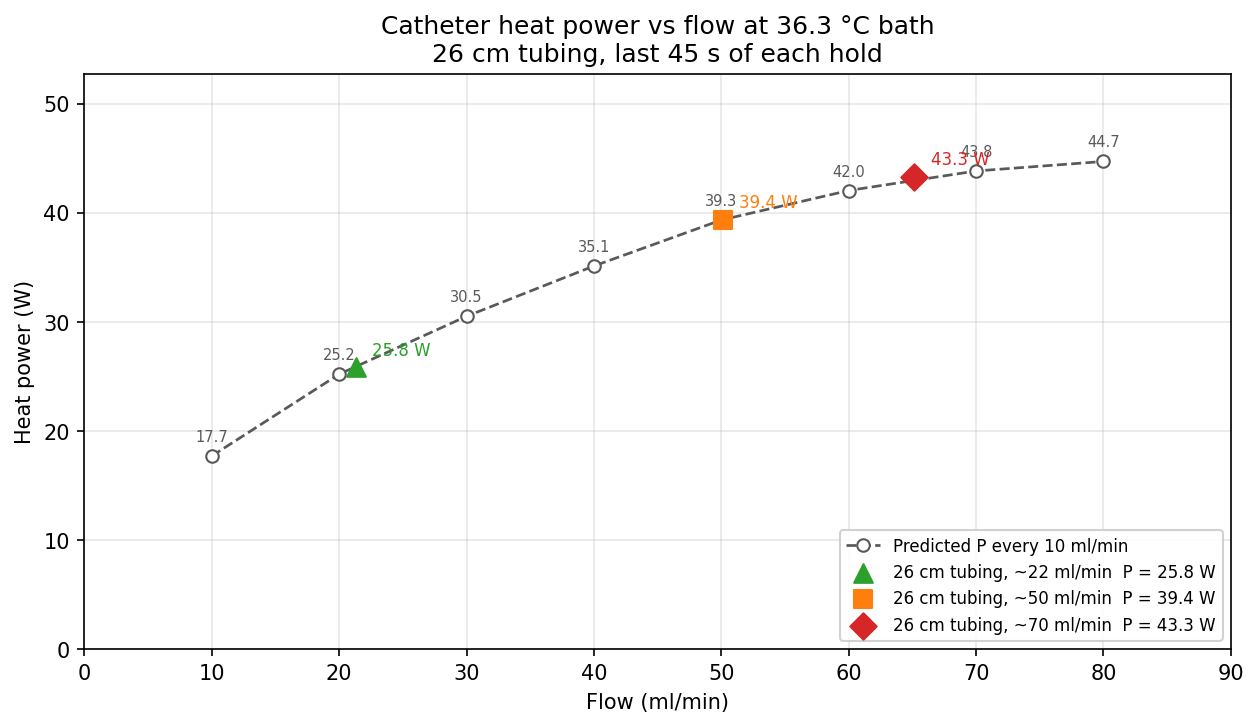 Catheter heat power vs flow at 36.3 °C bath
26 cm tubing, last 45 s of each hold
Heat power (W)
50
40
30
20
10
0
17.7
25.2
25.8 W
30.5
35.1
39.3
39.4 W
42.0
43.3 W
43.8
44.7
Predicted P every 10 ml/min
26 cm tubing, ~22 ml/min P = 25.8 W
26 cm tubing, ~50 ml/min P = 39.4 W
26 cm tubing, ~70 ml/min P = 43.3 W
0 10 20 30 40 50 60 70 80 90
Flow (ml/min)